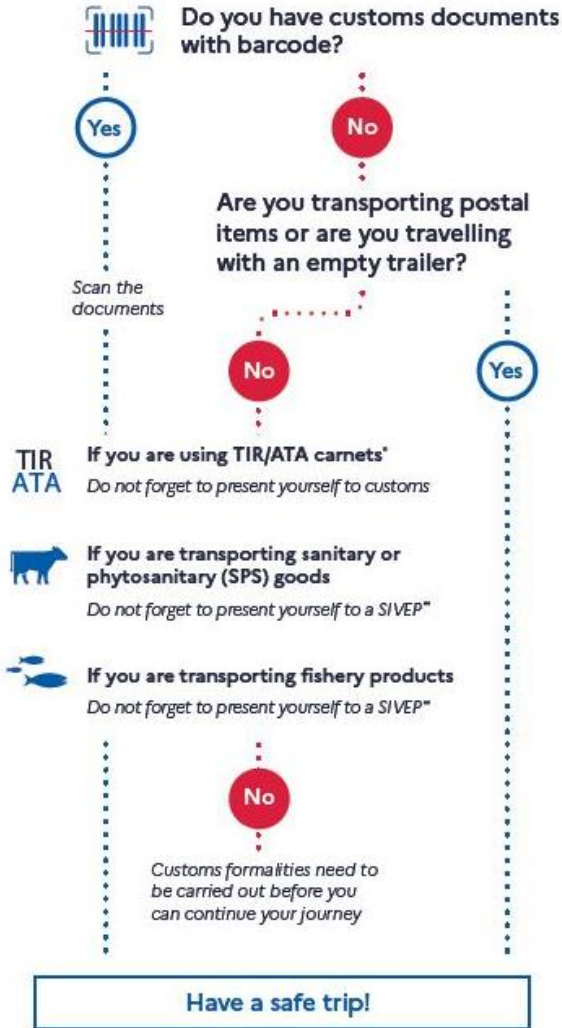 Do you have customs documents
with barcode?
Yes
No
Are you transporting postal
items or are you travelling
with an empty trailer?
Scan the
documents
No
Yes
TIR
ATA
If you are using TIR/ATA carnets*
Do not forget to present yourself to customs
If you are transporting sanitary or
phytosanitary (SPS) goods
Do not forget to present yourself to a SIVEP**
If you are transporting fishery products
Do not forget to present yourself to a SIVEP**
No
Customs formalities need to
be carried out before you
can continue your journey
Have a safe trip!